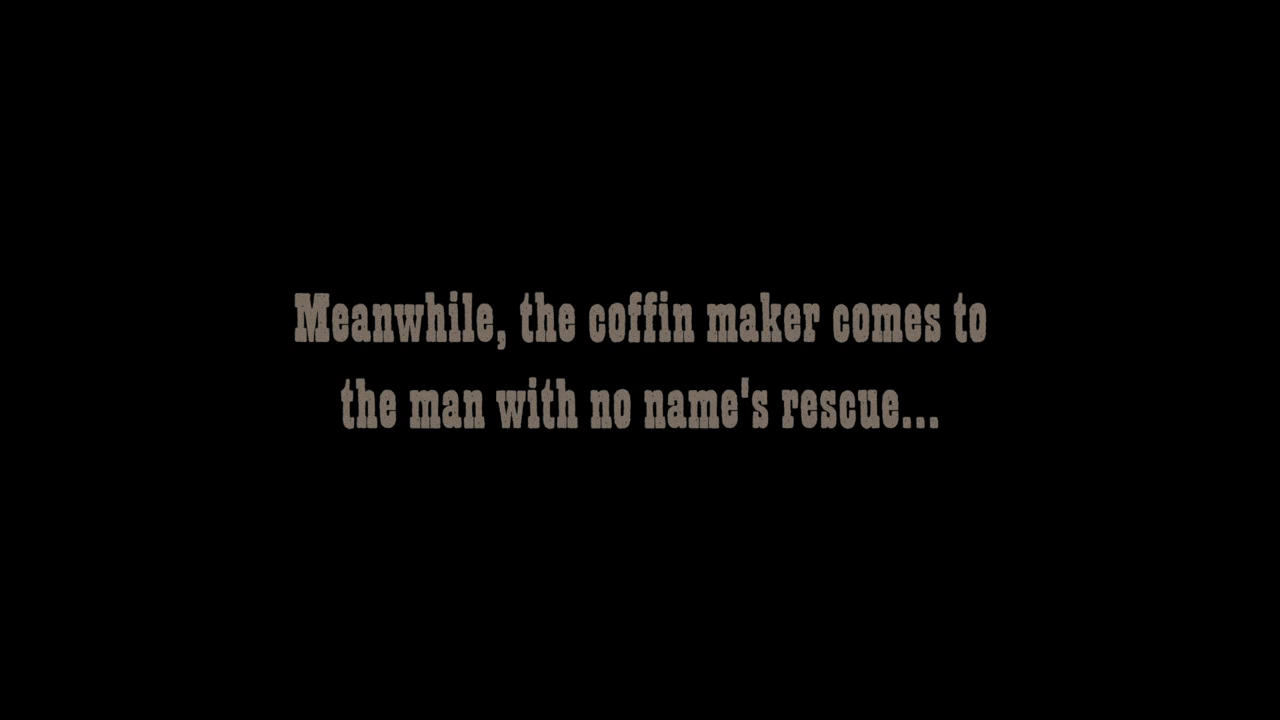 Meanwhile, the coffin maker comes to
the man with no name's rescue...